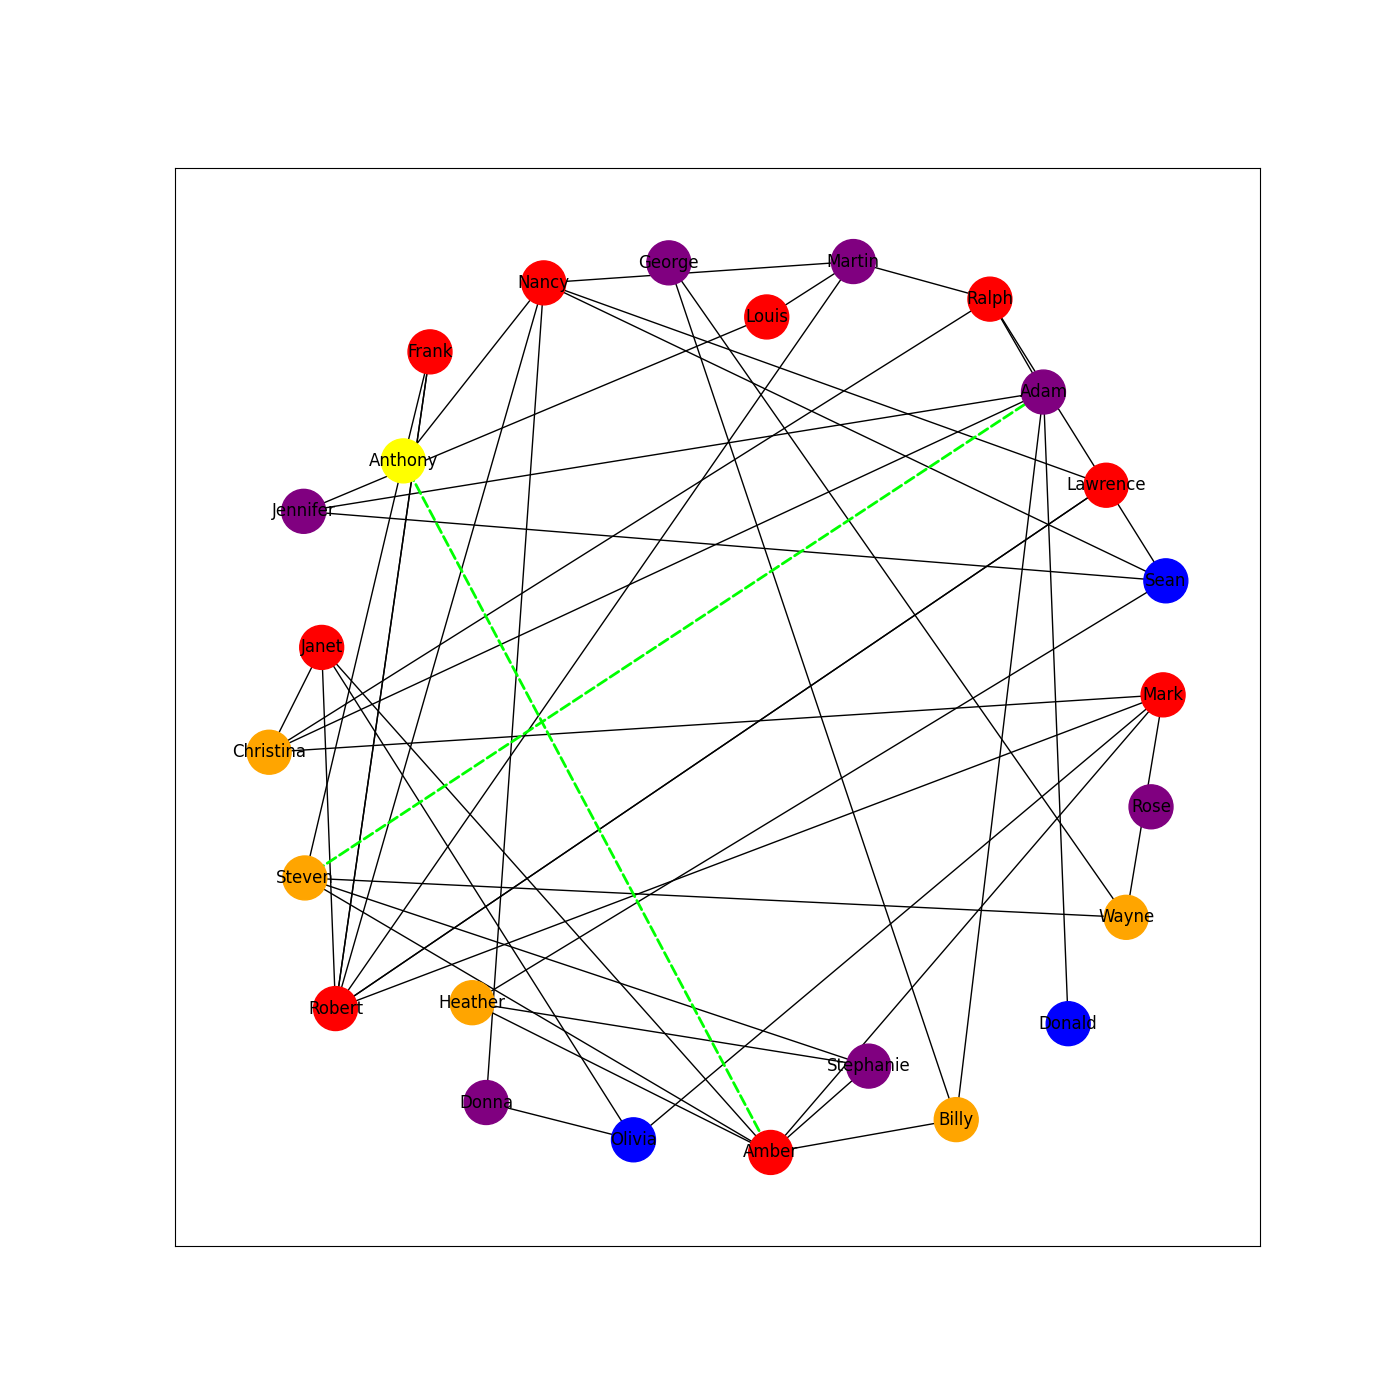 George
Martin
Nancy
Ralph
Louis
Frank
Adam
Anthony
Lawrence
Jennifer
Sean
Janet
Mark
Christina
Rose
Steven
Wayne
Heather
Robert
Donald
Stephanie
Donna
Billy
Olivia
Amber